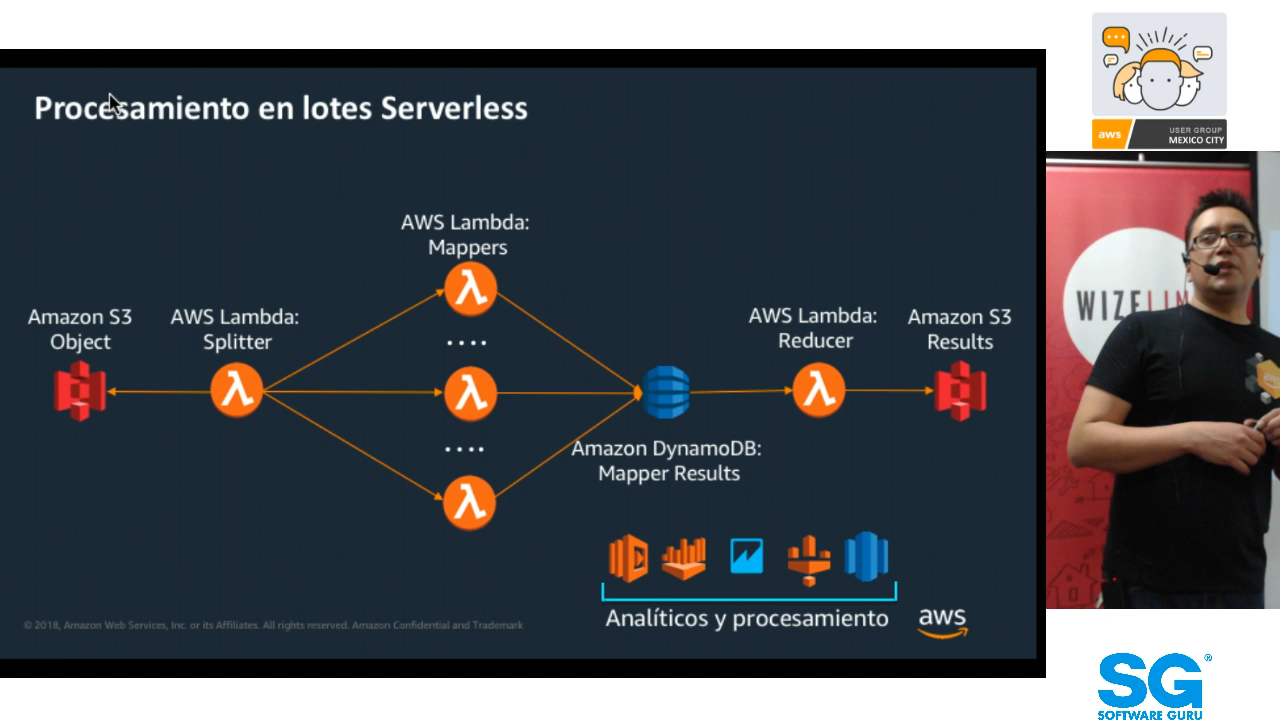 Procesamiento en lotes Serverless
AWS Lambda:
Mappers
Amazon S3
Object
AWS Lambda:
Splitter
AWS Lambda:
Reducer
Amazon S3
Results
Amazon DynamoDB:
Mapper Results
Analíticos y procesamiento
aws
© 2018, Amazon Web Services, Inc. or its Affiliates. All rights reserved. Amazon Confidential and Trademark
aws
USER GROUP
MEXICO CITY
WIZELIN
SG®
SOFTWARE GURU